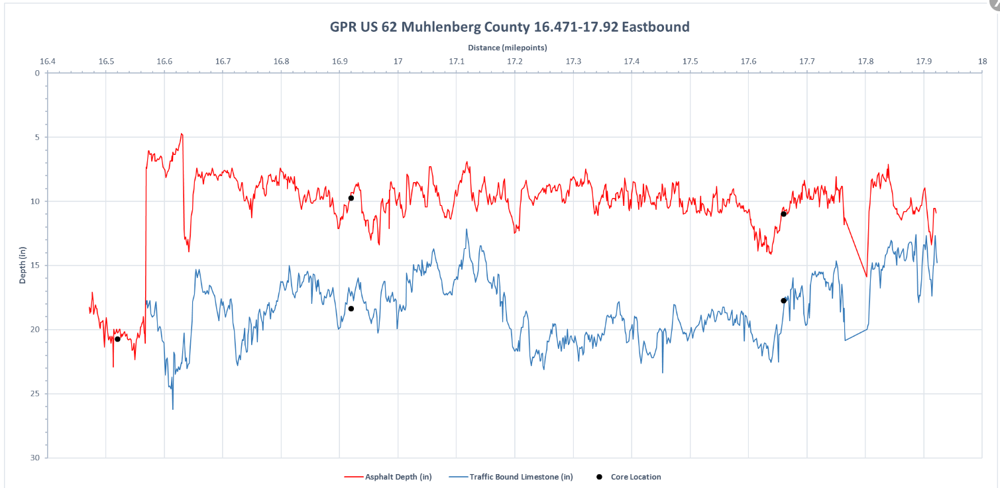 GPR US 62 Muhlenberg County 16.471-17.92 Eastbound
Distance (milepoints)
16.4 16.5 16.6 16.7 16.8 16.9 17 17.1 17.2 17.3 17.4 17.5 17.6 17.7 17.8 17.9 18
0
5
10
15
20
25
30
Depth (in)
Asphalt Depth (in) Traffic Bound Limestone (in) Core Location